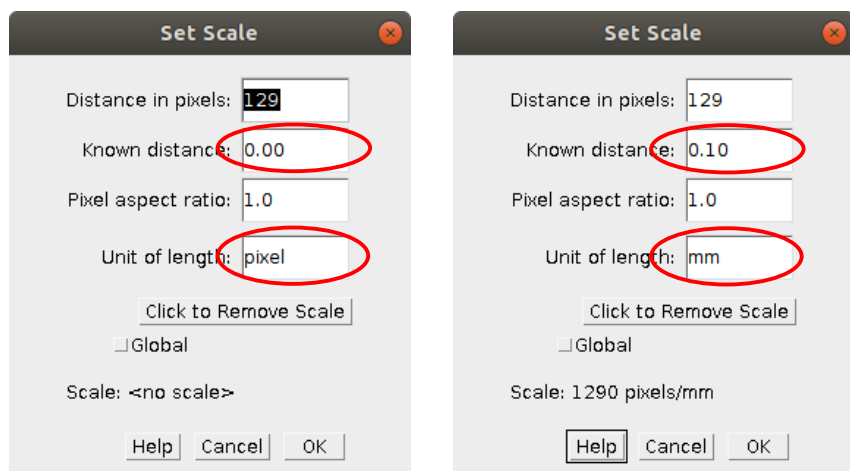 Set Scale
Distance in pixels: 129
Known distance: 0.00
Pixel aspect ratio: 1.0
Unit of length: pixel
Click to Remove Scale
Global
Scale: <no scale>
Help Cancel OK
Set Scale
Distance in pixels: 129
Known distance: 0.10
Pixel aspect ratio: 1.0
Unit of length: mm
Click to Remove Scale
Global
Scale: 1290 pixels/mm
Help Cancel OK